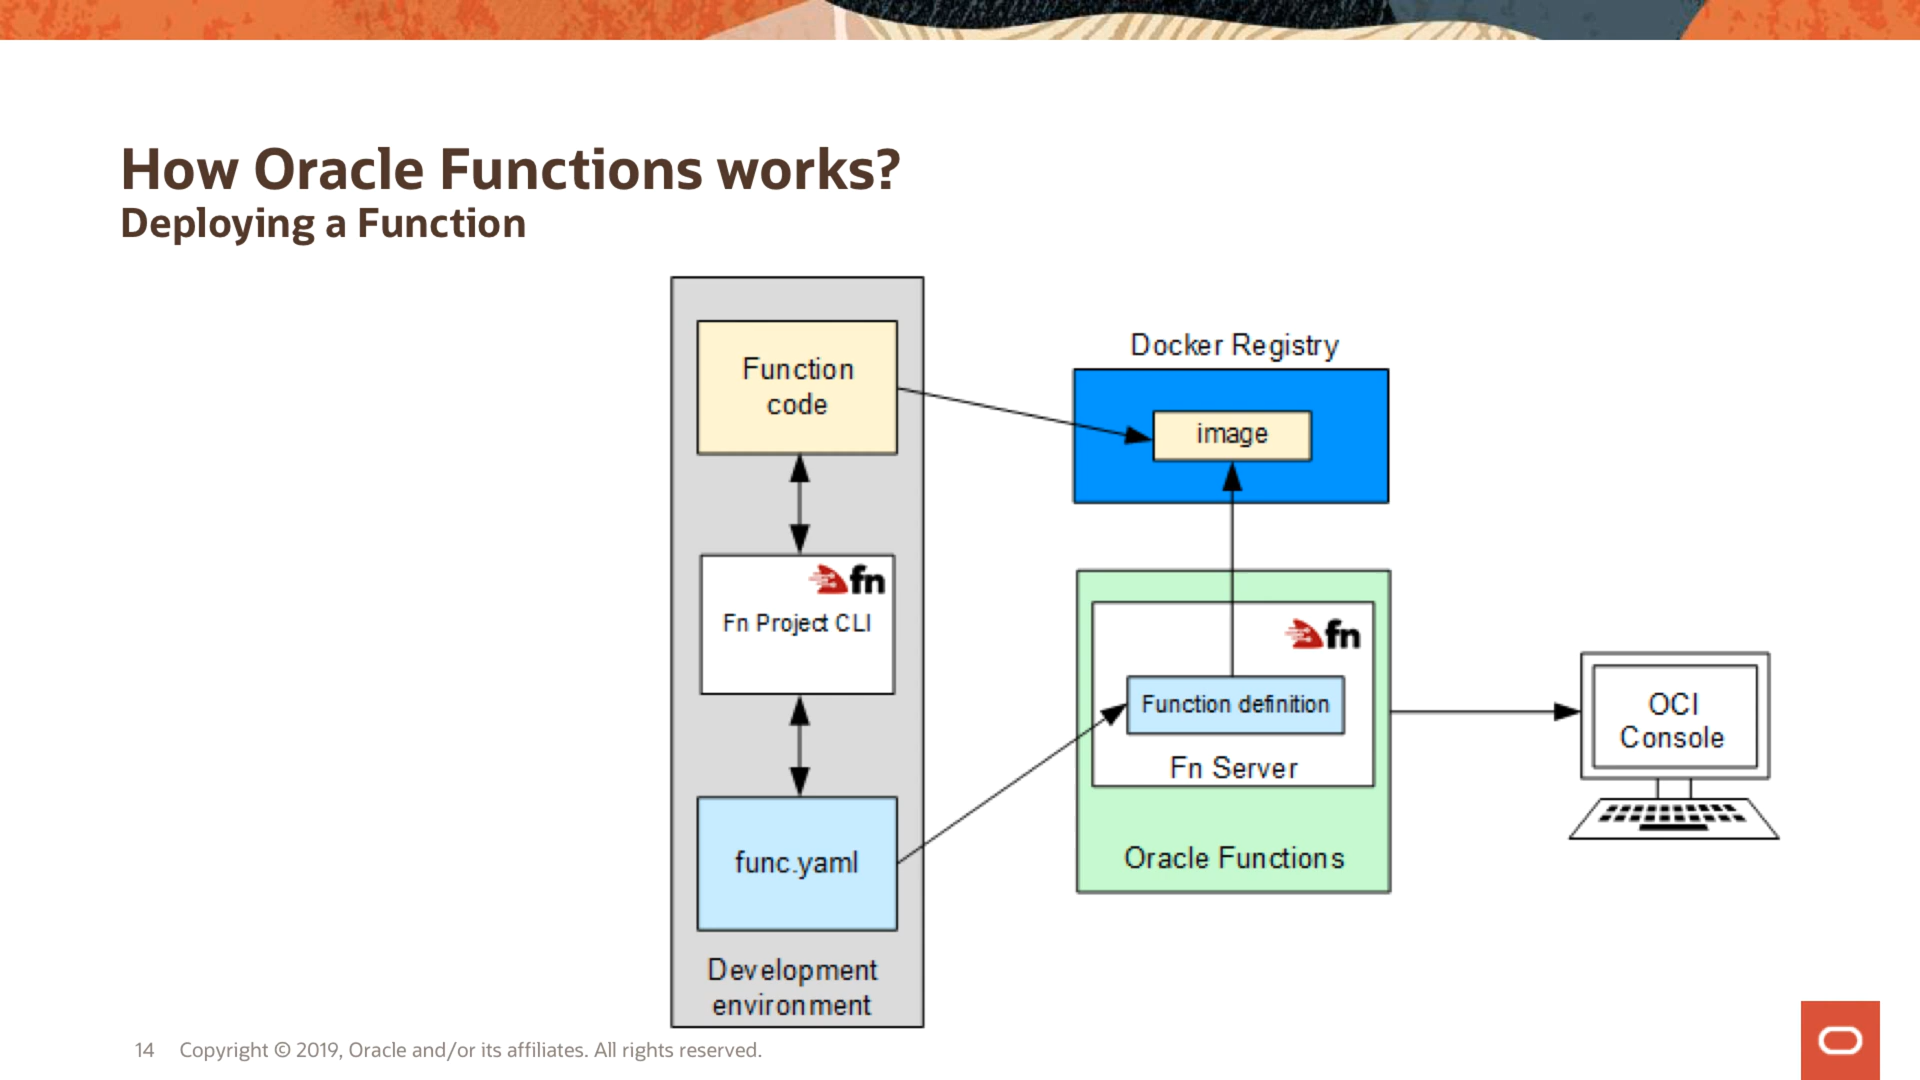 How Oracle Functions works?
Deploying a Function
Function
code
fn
Fn Project CLI
func.yaml
Development
environment
Docker Registry
image
fn
Function definition
Fn Server
Oracle Functions
OCI
Console
14 Copyright © 2019, Oracle and/or its affiliates. All rights reserved.